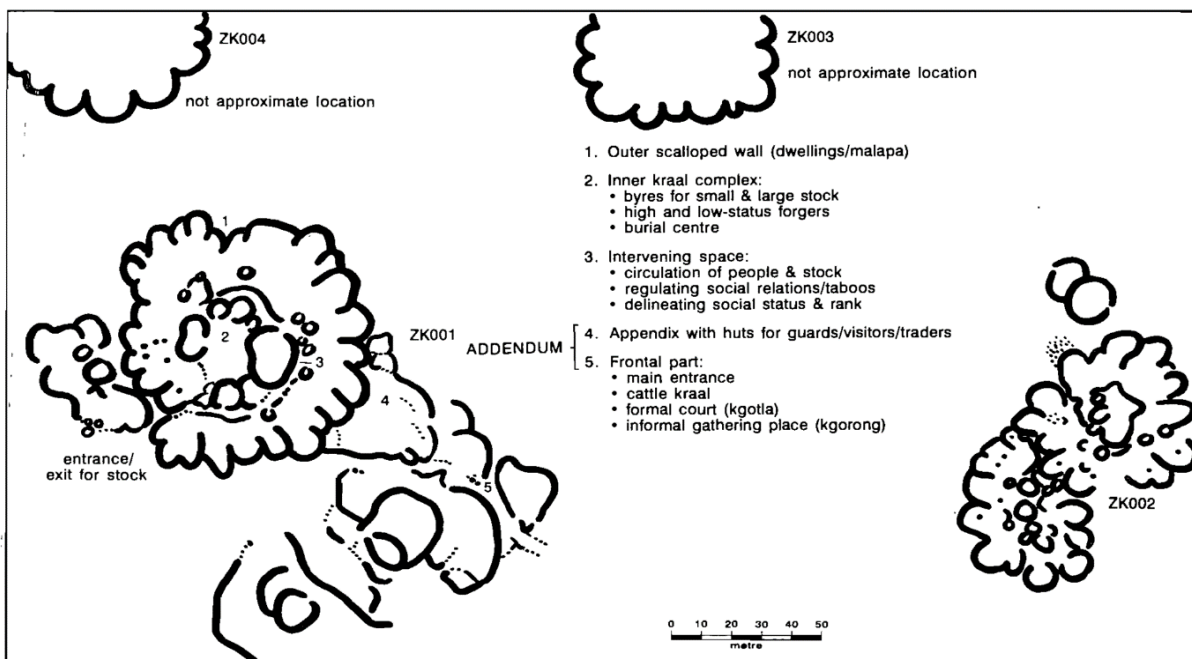 ZK004
not approximate location
ZK003
not approximate location
1. Outer scalloped wall (dwellings/malapa)
2. Inner kraal complex:
• byres for small & large stock
• high and low-status forgers
• burial centre
3. Intervening space:
• circulation of people & stock
• regulating social relations/taboos
• delineating social status & rank
ADDENDUM
4. Appendix with huts for guards/visitors/traders
5. Frontal part:
• main entrance
• cattle kraal
• formal court (kgotla)
• informal gathering place (kgorong)
1
2
3
ZK001
4
5
entrance/
exit for stock
ZK002
0 10 20 30 40 50
metre